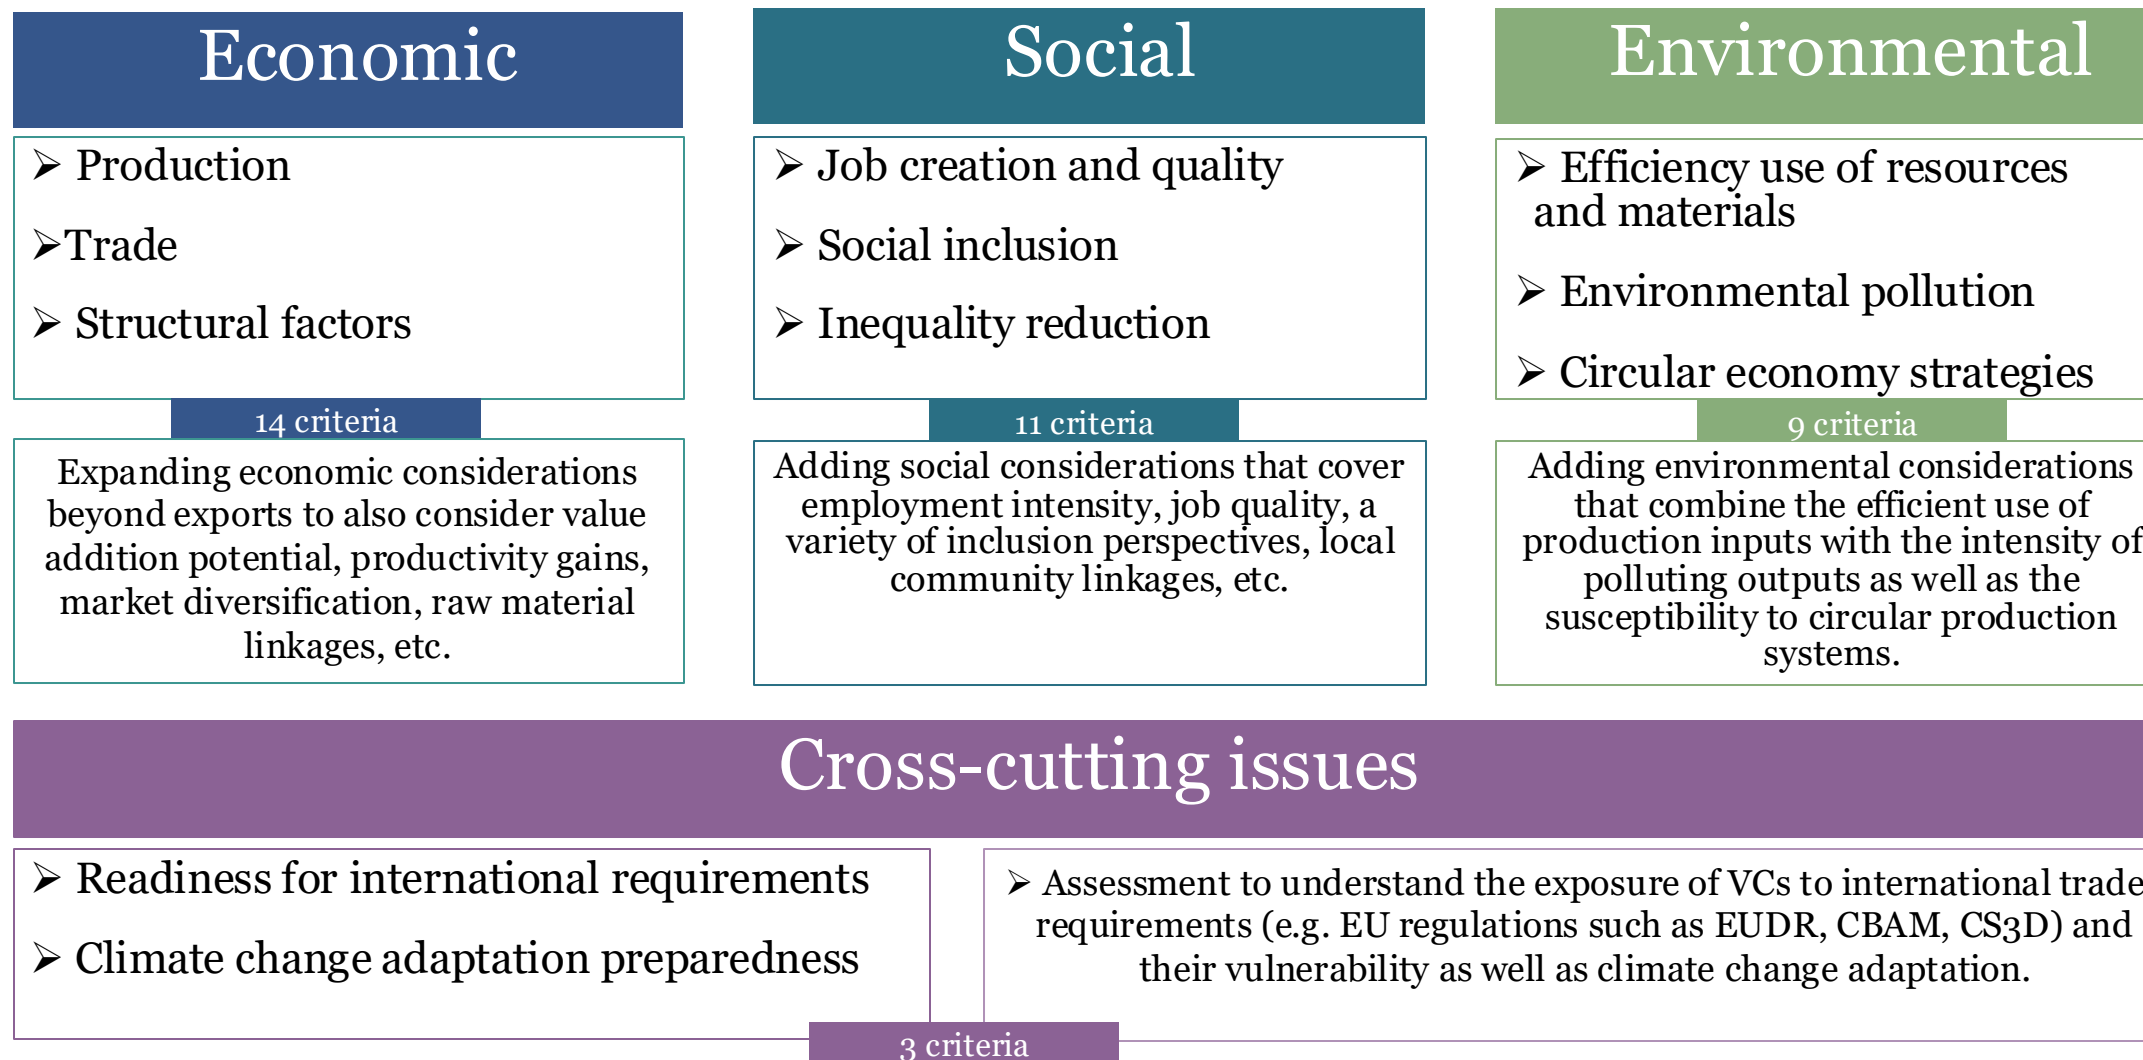 Economic
➢ Production
➢Trade
➢ Structural factors
14 criteria
Expanding economic considerations
beyond exports to also consider value
addition potential, productivity gains,
market diversification, raw material
linkages, etc.
Social
➢ Job creation and quality
➢ Social inclusion
➢ Inequality reduction
11 criteria
Adding social considerations that cover
employment intensity, job quality, a
variety of inclusion perspectives, local
community linkages, etc.
Environmental
➢ Efficiency use of resources
and materials
➢ Environmental pollution
➢ Circular economy strategies
9 criteria
Adding environmental considerations
that combine the efficient use of
production inputs with the intensity of
polluting outputs as well as the
susceptibility to circular production
systems.
Cross-cutting issues
➢ Readiness for international requirements
➢ Climate change adaptation preparedness
➢ Assessment to understand the exposure of VCs to international trade
requirements (e.g. EU regulations such as EUDR, CBAM, CS3D) and
their vulnerability as well as climate change adaptation.
3 criteria